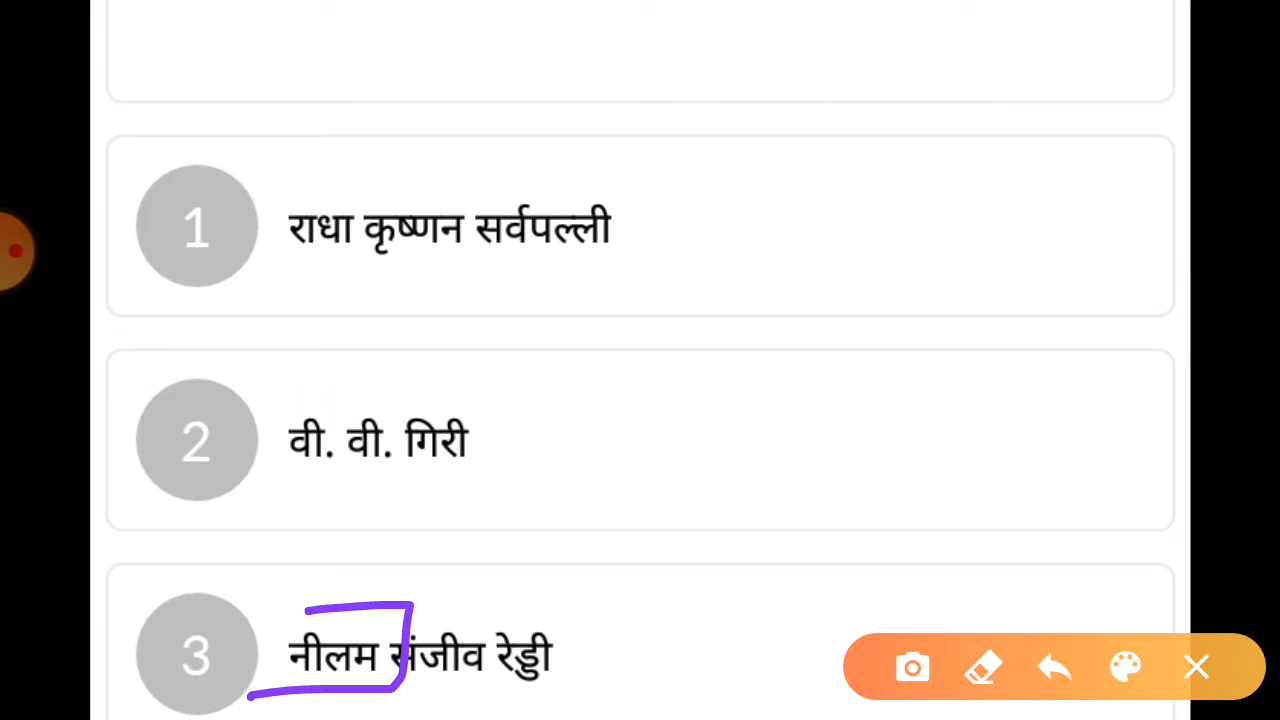 1
राधा कृष्णन सर्वपल्ली
2
वी. वी. गिरी
3
नीलम संजीव रेड्डी